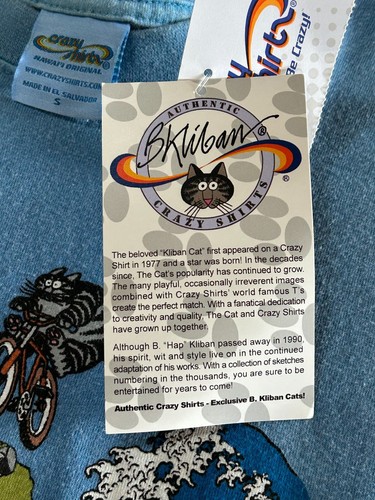 crazy
shirts
HAWAII ORIGINAL
WWW.CRAZYSHIRTS.COM
MADE IN EL SALVADOR
S
Shirts®
Be Crazy!
AUTHENTIC
BKliban®
CRAZY SHIRTS
®
The beloved "Kliban Cat" first appeared on a Crazy
Shirt in 1977 and a star was born! In the decades
since, The Cat's popularity has continued to grow.
The many playful, occasionally irreverent images
combined with Crazy Shirts' world famous T's
create the perfect match. With a fanatical dedication
to creativity and quality, The Cat and Crazy Shirts
have grown up together.
Although B. "Hap" Kliban passed away in 1990,
his spirit, wit and style live on in the continued
adaptation of his works. With a collection of sketches
numbering in the thousands, you are sure to be
entertained for years to come!
Authentic Crazy Shirts - Exclusive B. Kliban Cats!